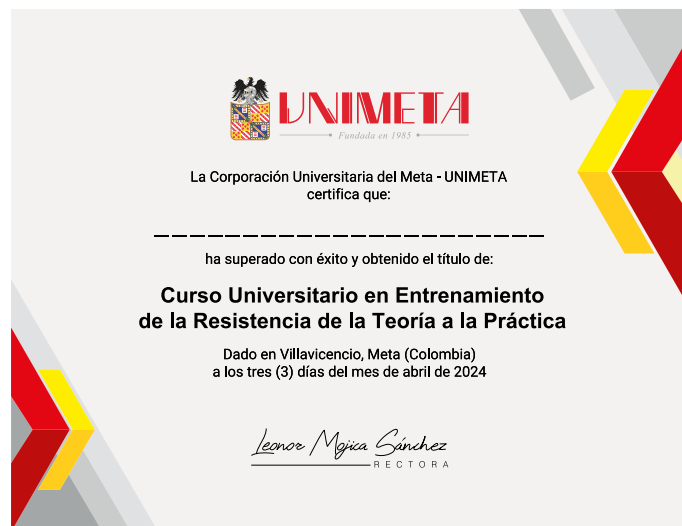 UNIMETA
Fundada en 1985
La Corporación Universitaria del Meta - UNIMETA
certifica que:
ha superado con éxito y obtenido el título de:
Curso Universitario en Entrenamiento
de la Resistencia de la Teoría a la Práctica
Dado en Villavicencio, Meta (Colombia)
a los tres (3) días del mes de abril de 2024
Leonor Mojica Sánchez
RECTORA